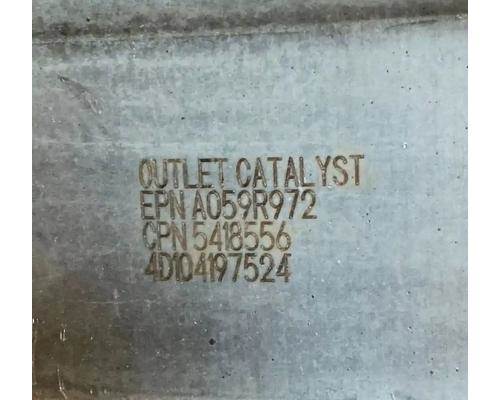 OUTLET CATALYST
EPN A059R972
CPN 5418556
4D104197524